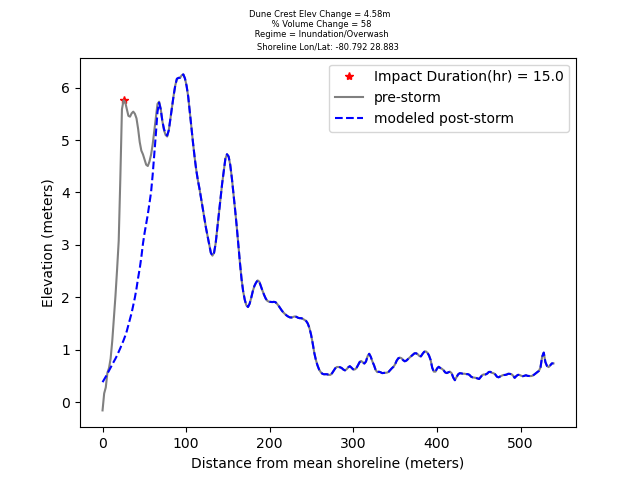 Dune Crest Elev Change = 4.58m
% Volume Change = 58
Regime = Inundation/Overwash
Shoreline Lon/Lat: -80.792 28.883
Impact Duration(hr) = 15.0
pre-storm
modeled post-storm
Elevation (meters)
6
5
4
3
2
1
0
0 100 200 300 400 500
Distance from mean shoreline (meters)